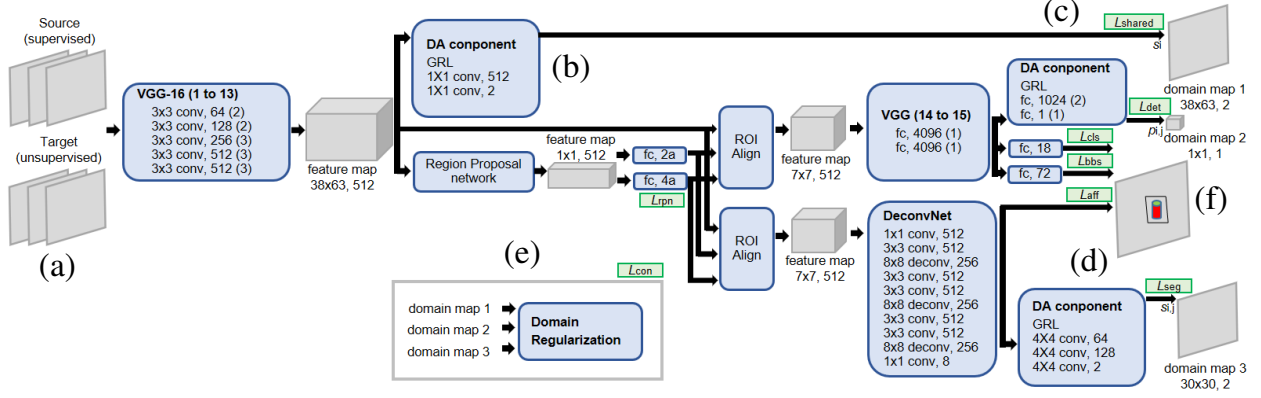 Source
(supervised)
Target
(unsupervised)
(a)
VGG-16 (1 to 13)
3x3 conv, 64 (2)
3x3 conv, 128 (2)
3x3 conv, 256 (3)
3x3 conv, 512 (3)
3x3 conv, 512 (3)
feature map
38x63, 512
DA conponent
GRL
1X1 conv, 512
1X1 conv, 2
(b)
(c)
Lshared
si
domain map 1
38x63, 2
Region Proposal
network
feature map
1x1, 512
fc, 2a
fc, 4a
Lrpn
ROI
Align
feature map
7x7, 512
VGG (14 to 15)
fc, 4096 (1)
fc, 4096 (1)
DA component
GRL
fc, 1024 (2)
fc, 1 (1)
Ldet
pi,j
domain map 2
1x1, 1
fc, 18
Lcls
fc, 72
Lbbs
ROI
Align
feature map
7x7, 512
DeconvNet
1x1 conv, 512
3x3 conv, 512
8x8 deconv, 256
3x3 conv, 512
3x3 conv, 512
8x8 deconv, 256
3x3 conv, 512
3x3 conv, 512
8x8 deconv, 256
1x1 conv, 8
Laff
(f)
(d)
DA component
GRL
4X4 conv, 64
4X4 conv, 128
4X4 conv, 2
Lseg
si,j
domain map 3
30x30, 2
(e)
Lcon
domain map 1
domain map 2
domain map 3
Domain
Regularization